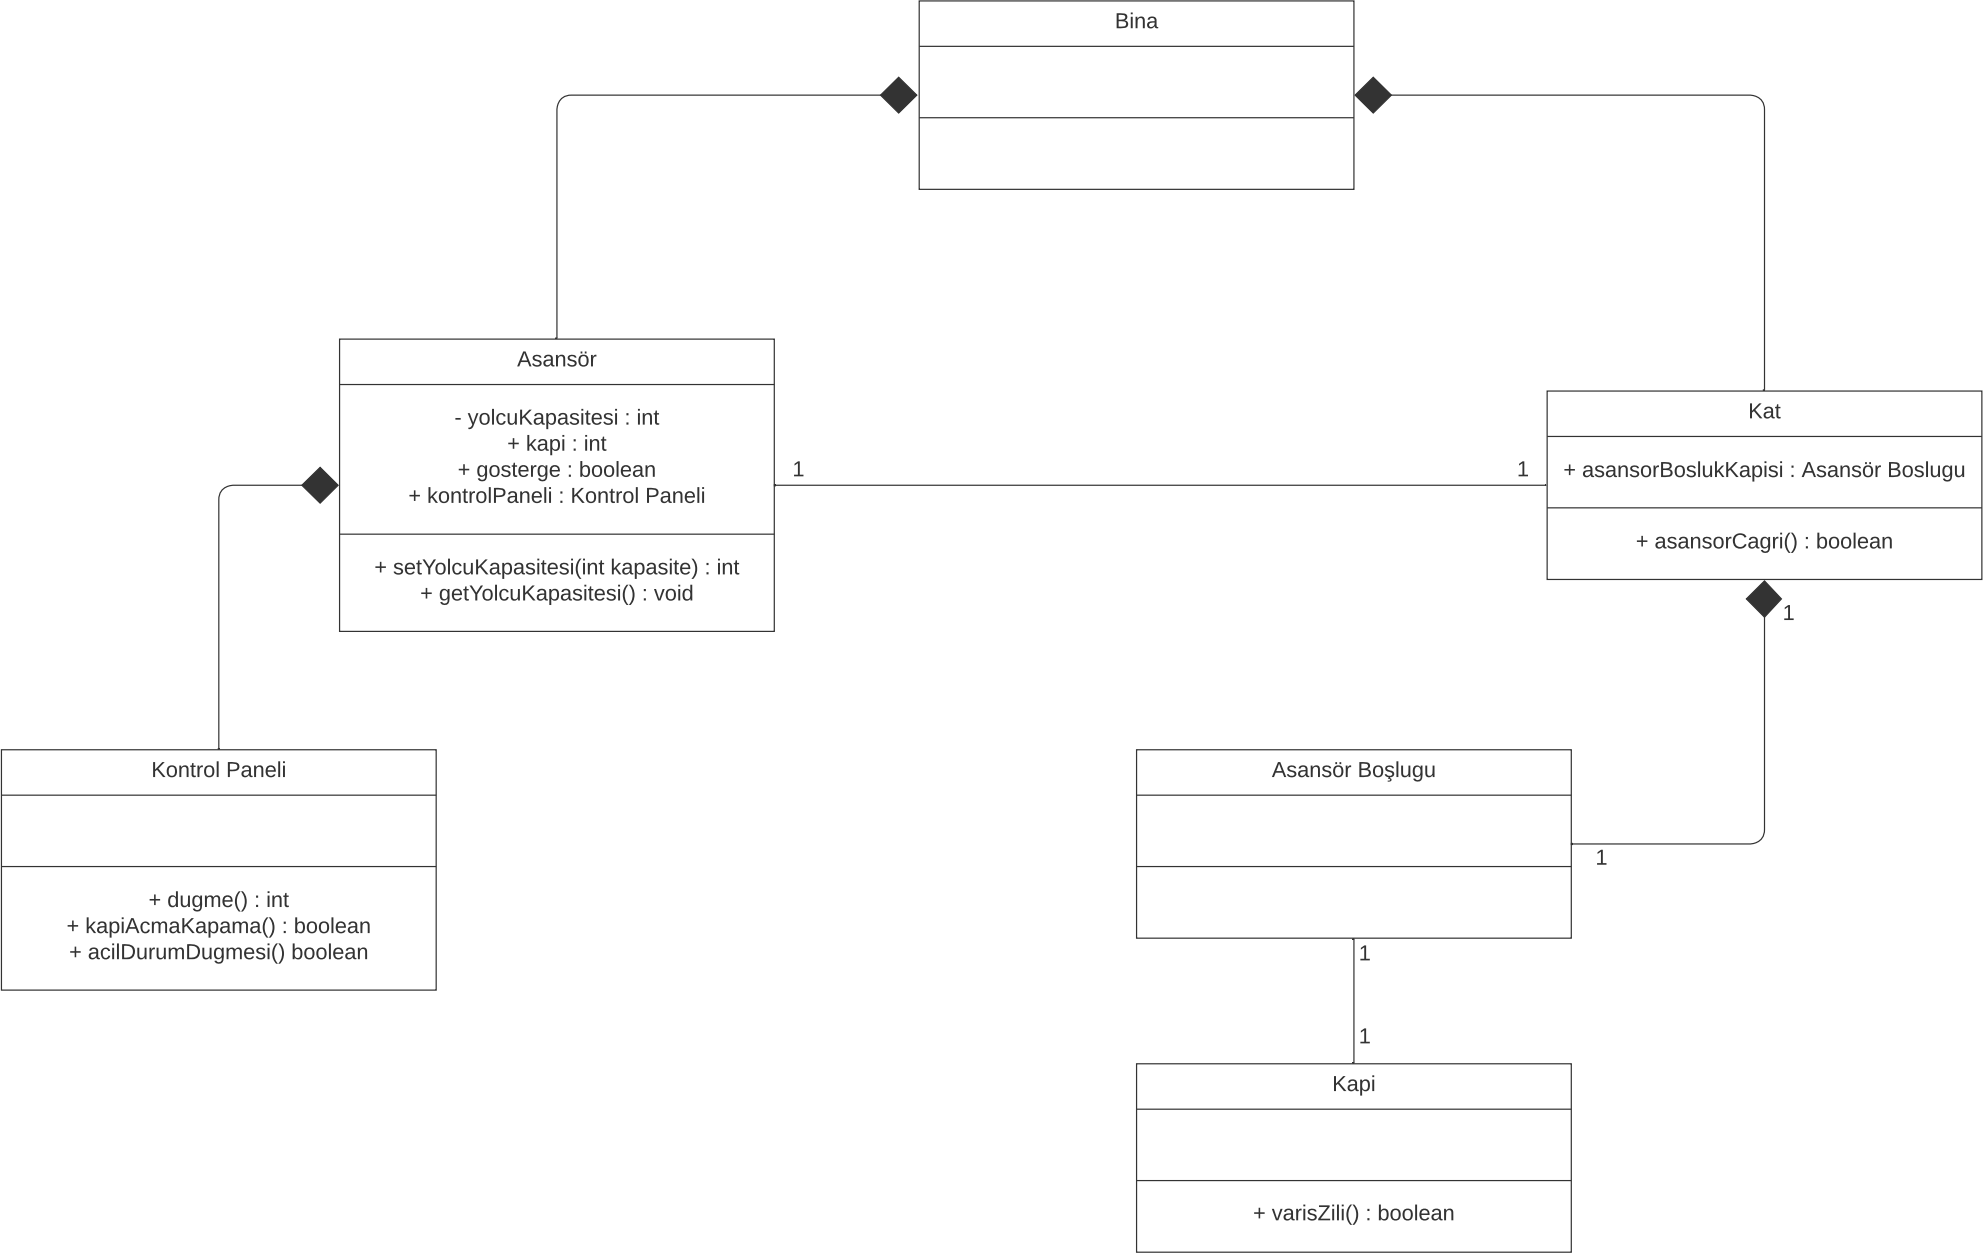 Bina
Asansör
- yolcuKapasitesi : int
+ kapi : int
+ gosterge : boolean
+ kontrolPaneli : Kontrol Paneli
+ setYolcuKapasitesi(int kapasite) : int
+ getYolcuKapasitesi() : void
1
1
Kat
+ asansorBoslukKapisi : Asansör Boslugu
+ asansorCagri() : boolean
1
Kontrol Paneli
+ dugme() : int
+ kapiAcmaKapama() : boolean
+ acilDurumDugmesi() boolean
Asansör Boşlugu
1
1
1
Kapi
+ varisZili() : boolean